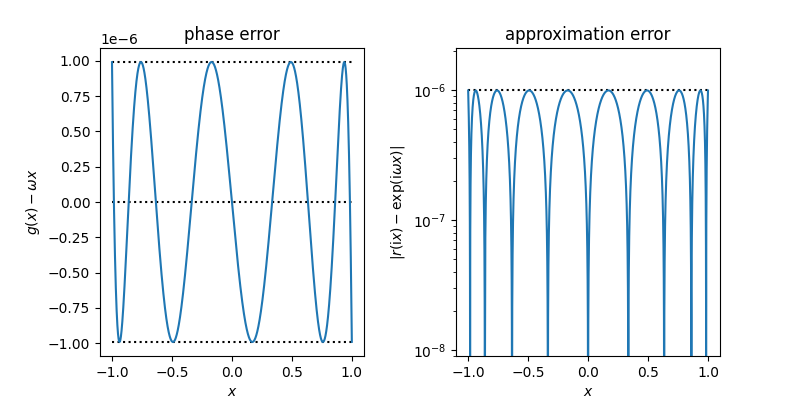 phase error
1e−6
1.00
0.75
0.50
0.25
0.00
−0.25
−0.50
−0.75
−1.00
g(x) − ωx
−1.0 −0.5 0.0 0.5 1.0
x
approximation error
10⁻⁶
10⁻⁷
10⁻⁸
|r(ix) − exp(iωx)|
−1.0 −0.5 0.0 0.5 1.0
x